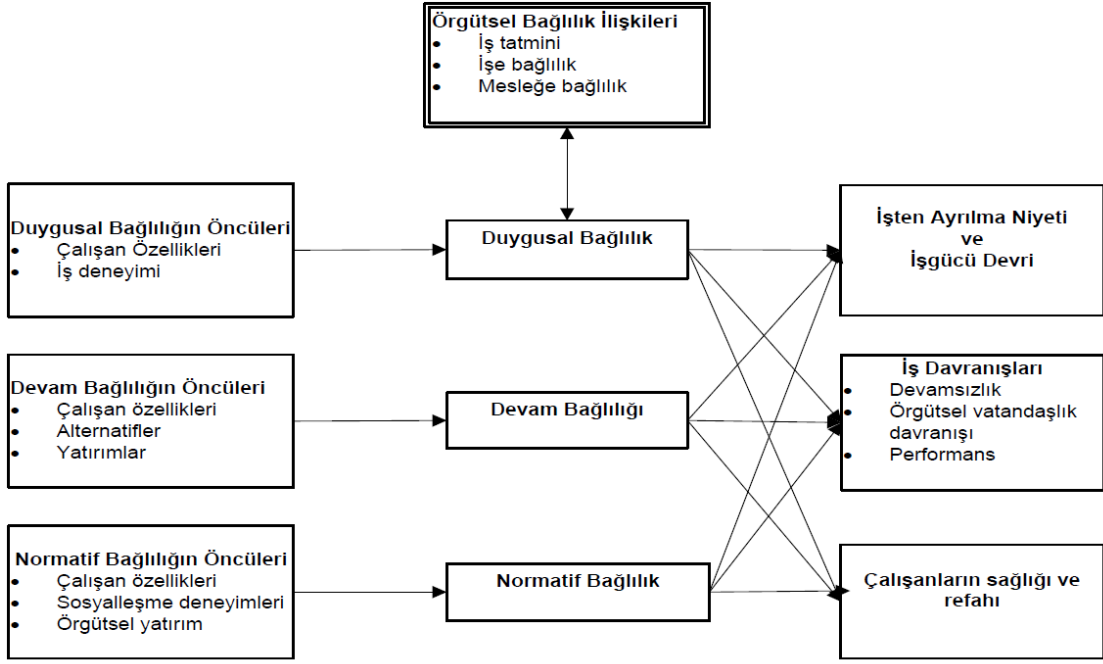 Örgütsel Bağlılık İlişkileri
• İş tatmini
• İşe bağlılık
• Mesleğe bağlılık
Duygusal Bağlılığın Öncüleri
• Çalışan Özellikleri
• İş deneyimi
Duygusal Bağlılık
İşten Ayrılma Niyeti
ve
İşgücü Devri
Devam Bağlılığın Öncüleri
• Çalışan özellikleri
• Alternatifler
• Yatırımlar
Devam Bağlılığı
İş Davranışları
• Devamsızlık
• Örgütsel vatandaşlık
davranışı
• Performans
Normatif Bağlılığın Öncüleri
• Çalışan özellikleri
• Sosyalleşme deneyimleri
• Örgütsel yatırım
Normatif Bağlılık
Çalışanların sağlığı ve
refahı